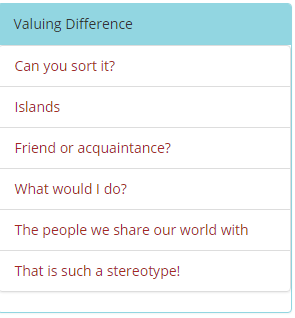 Valuing Difference
Can you sort it?
Islands
Friend or acquaintance?
What would I do?
The people we share our world with
That is such a stereotype!